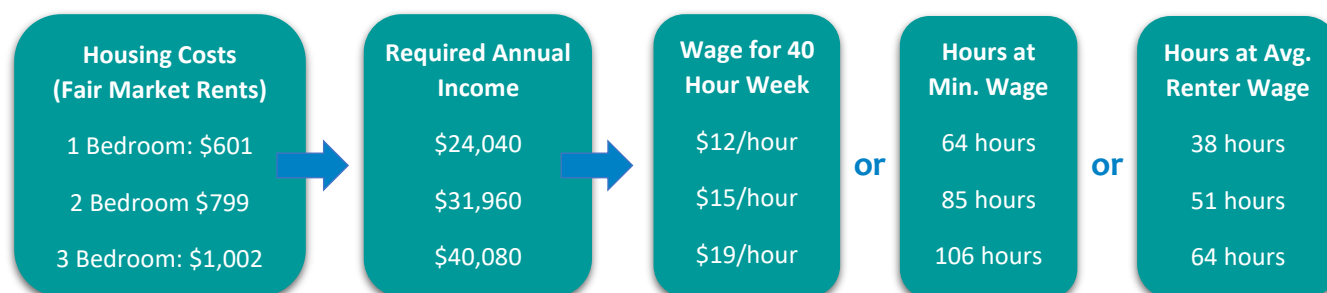 Housing Costs
(Fair Market Rents)
1 Bedroom: $601
2 Bedroom $799
3 Bedroom: $1,002
Required Annual
Income
$24,040
$31,960
$40,080
Wage for 40
Hour Week
$12/hour
$15/hour
$19/hour
or
Hours at
Min. Wage
64 hours
85 hours
106 hours
or
Hours at Avg.
Renter Wage
38 hours
51 hours
64 hours